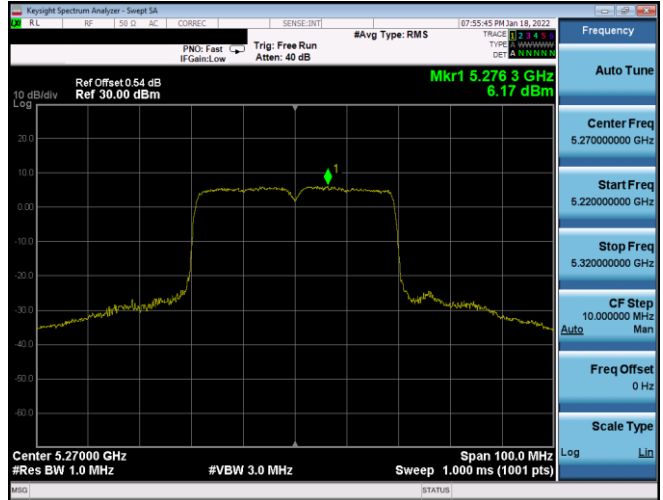 Keysight Spectrum Analyzer - Swept SA
RL RF 50 Ω AC CORREC SENSE:INT 07:55:45 PM Jan 18, 2022
#Avg Type: RMS TRACE 1 2 3 4 5 6
PNO: Fast Trig: Free Run TYPE A WWWWW
IFGain:Low Atten: 40 dB DET A N N N N N
Mkr1 5.276 3 GHz
6.17 dBm
Ref Offset 0.54 dB
10 dB/div Ref 30.00 dBm
Log
20.0
10.0
1
0.00
-10.0
-20.0
-30.0
-40.0
-50.0
-60.0
Center 5.27000 GHz Span 100.0 MHz
#Res BW 1.0 MHz #VBW 3.0 MHz Sweep 1.000 ms (1001 pts)
MSG STATUS
Frequency
Auto Tune
Center Freq
5.270000000 GHz
Start Freq
5.220000000 GHz
Stop Freq
5.320000000 GHz
CF Step
10.000000 MHz
Auto Man
Freq Offset
0 Hz
Scale Type
Log Lin